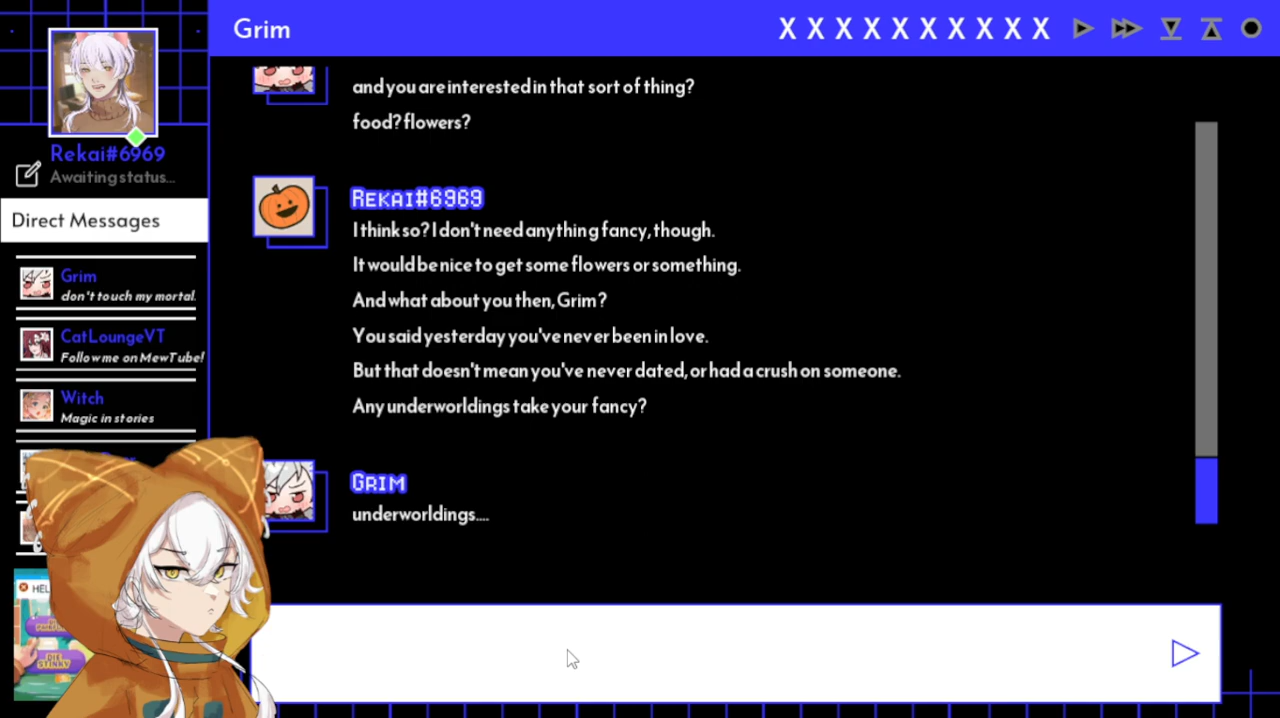 Grim
X X X X X X X X X X
Rekai#6969
Awaiting status...
Direct Messages
Grim
don't touch my mortal.
CatLoungeVT
Follow me on MewTube!
Witch
Magic in stories
HEL
DIE
STINKY
and you are interested in that sort of thing?
food? flowers?
REKAI#6969
I think so? I don't need anything fancy, though.
It would be nice to get some flowers or something.
And what about you then, Grim?
You said yesterday you've never been in love.
But that doesn't mean you've never dated, or had a crush on someone.
Any underworldings take your fancy?
GRIM
underworldings....